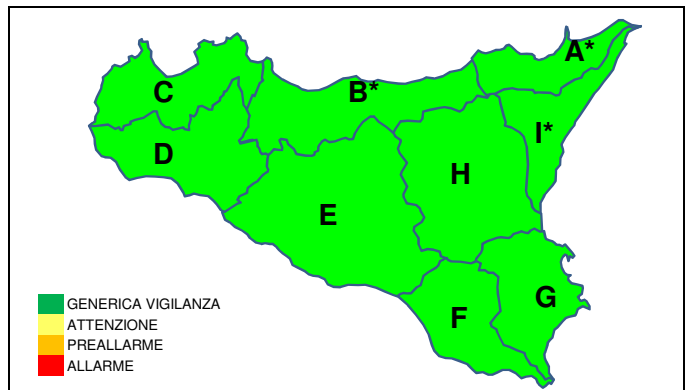 A*
B*
C
I*
D
H
E
G
F
GENERICA VIGILANZA
ATTENZIONE
PREALLARME
ALLARME